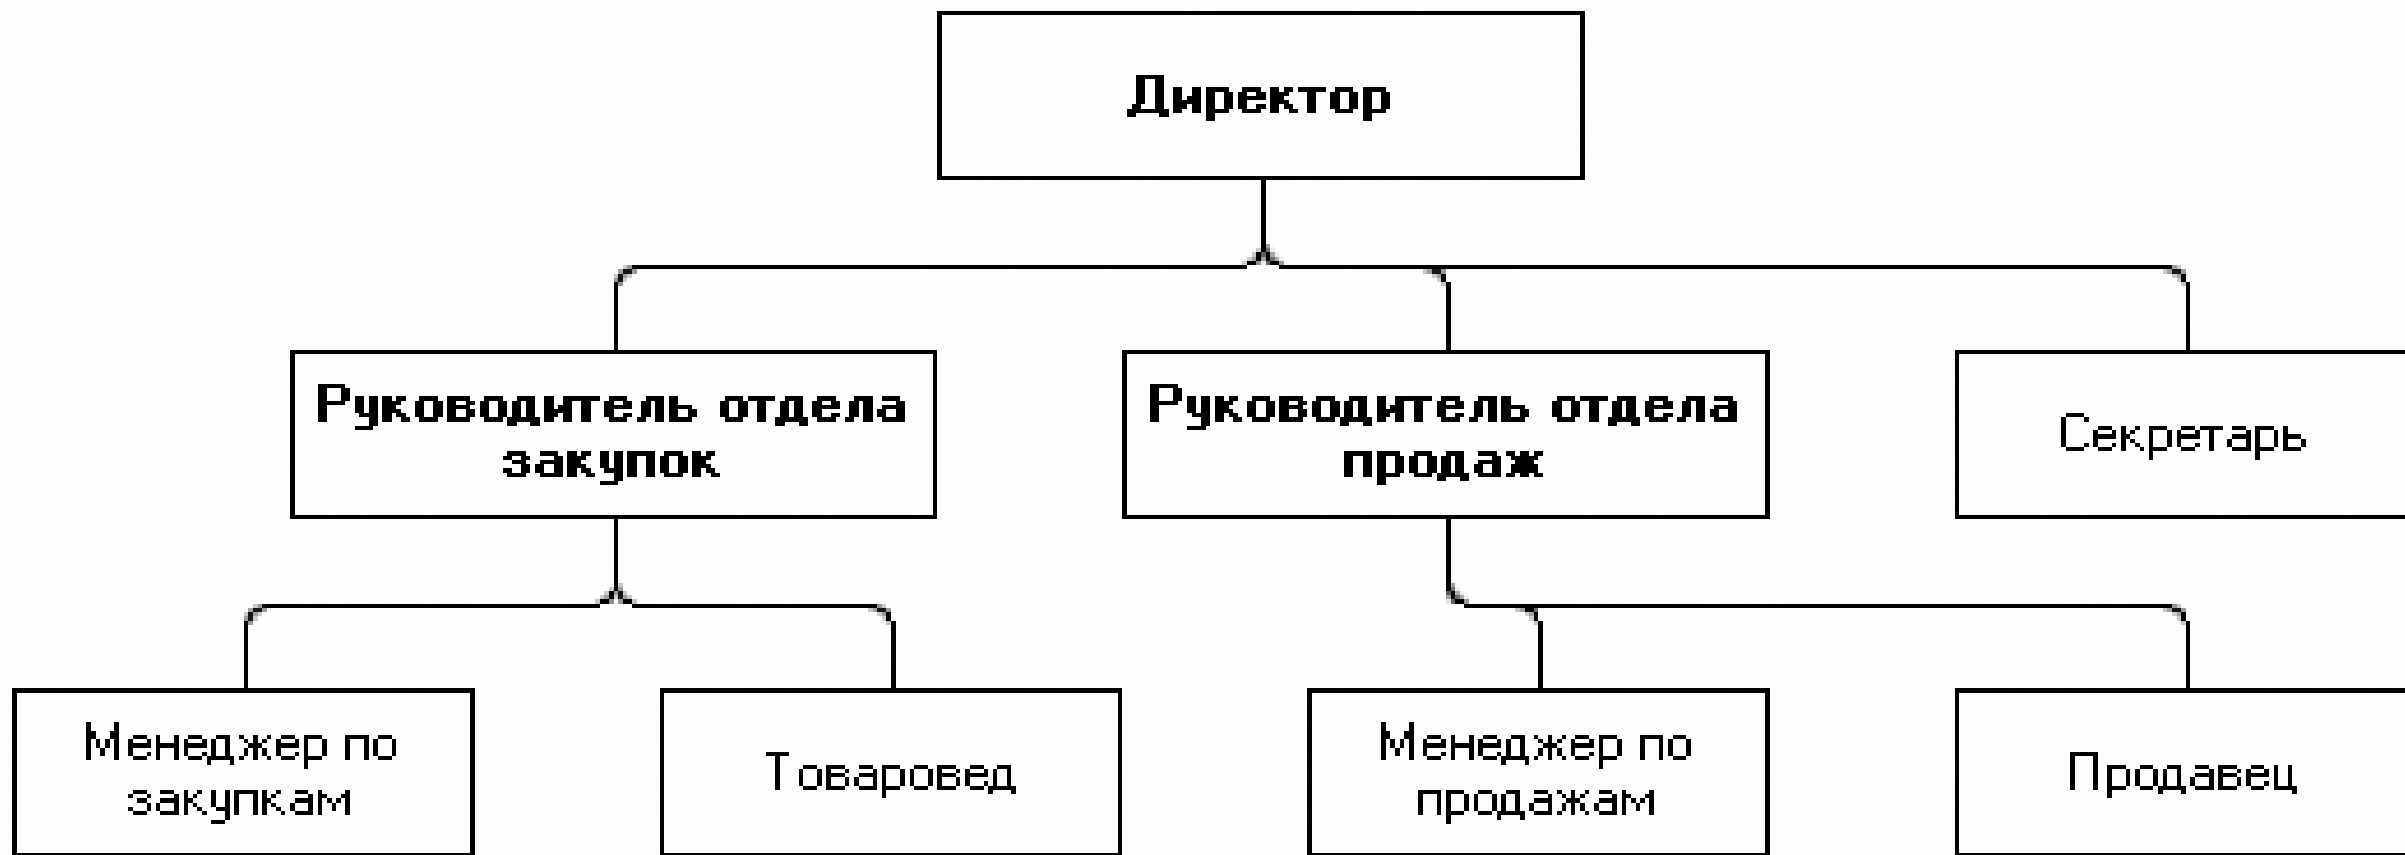 Директор
Руководитель отдела
закупок
Руководитель отдела
продаж
Секретарь
Менеджер по
закупкам
Товаровед
Менеджер по
продажам
Продавец